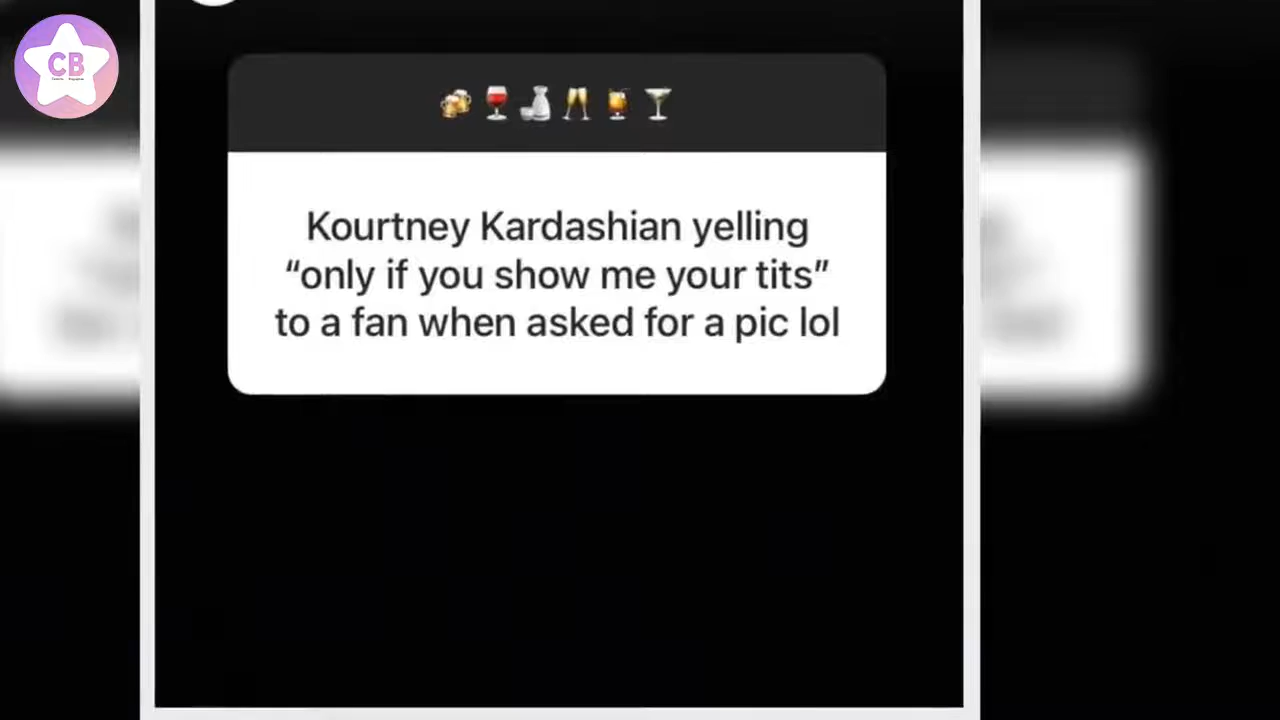 CB
🍻 🍷 🍶 🥂 🍹 🍸
Kourtney Kardashian yelling
“only if you show me your tits”
to a fan when asked for a pic lol